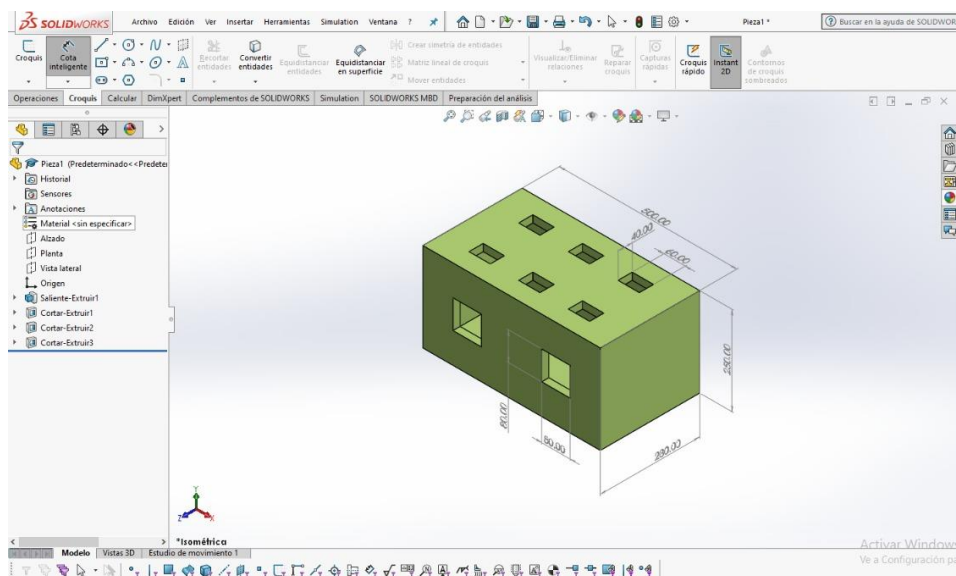 SOLIDWORKS Archivo Edición Ver Insertar Herramientas Simulation Ventana ? Pieza1 * Buscar en la ayuda de SOLIDWOR
Croquis Cota inteligente Recortar entidades Convertir entidades Equidistanciar entidades Equidistanciar en superficie Crear simetría de entidades Matriz lineal de croquis Mover entidades Visualizar/Eliminar relaciones Reparar croquis Capturas rápidas Croquis rápido Instant 2D Contornos de croquis sombreados
Operaciones Croquis Calcular DimXpert Complementos de SOLIDWORKS Simulation SOLIDWORKS MBD Preparación del análisis
Pieza1 (Predeterminado<<Predeter
Historial
Sensores
Anotaciones
Material <sin especificar>
Alzado
Planta
Vista lateral
Origen
Saliente-Extruir1
Cortar-Extruir1
Cortar-Extruir2
Cortar-Extruir3
500.00
40.00
60.00
250.00
80.00
280.00
Y
Z
*Isométrica
Modelo Vistas 3D Estudio de movimiento 1
Activar Windows
Ve a Configuración pa